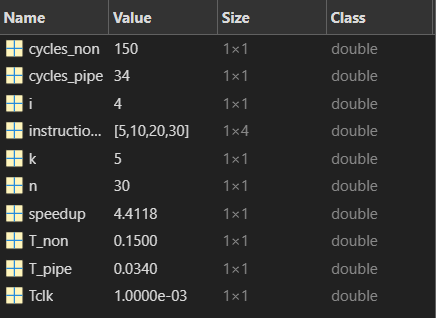 Name Value Size Class
cycles_non 150 1×1 double
cycles_pipe 34 1×1 double
i 4 1×1 double
instructio... [5,10,20,30] 1×4 double
k 5 1×1 double
n 30 1×1 double
speedup 4.4118 1×1 double
T_non 0.1500 1×1 double
T_pipe 0.0340 1×1 double
Tclk 1.0000e-03 1×1 double